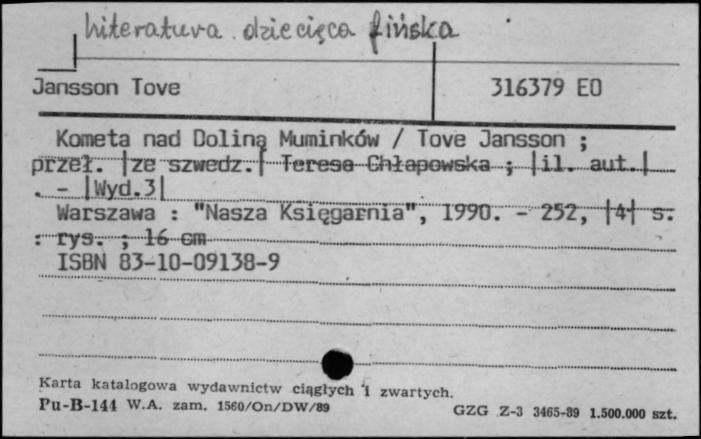 Literatura dziecięca fińska
Jansson Tove 316379 EO
Kometa nad Doliną Muminków / Tove Jansson ;
przeł. |ze szwedz.| Teresa Chłapowska ; |il. aut.|
. - |Wyd.3|
Warszawa : "Nasza Księgarnia", 1990. - 252, |4| s.
: rys. ; 16 cm
ISBN 83-10-09138-9
Karta katalogowa wydawnictw ciągłych i zwartych.
Pu-B-144 W.A. zam. 1560/On/DW/89 GZG Z-3 3465-89 1.500.000 szt.